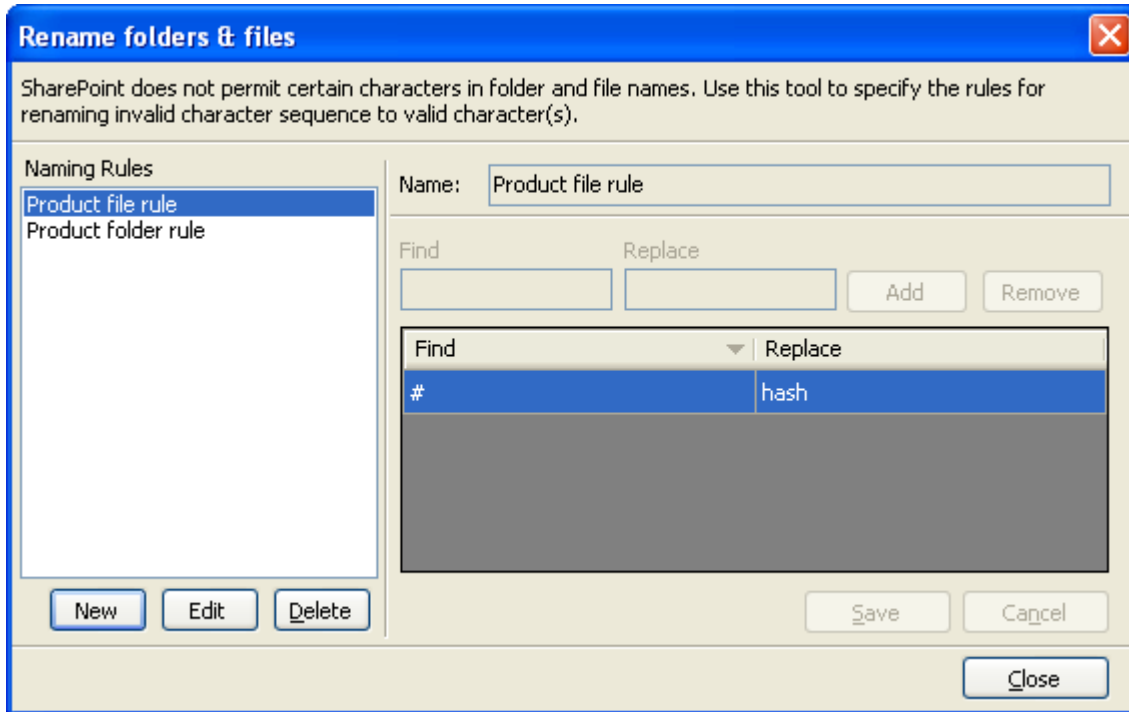 Rename folders & files
SharePoint does not permit certain characters in folder and file names. Use this tool to specify the rules for
renaming invalid character sequence to valid character(s).
Naming Rules
Product file rule
Product folder rule
New Edit Delete
Name: Product file rule
Find Replace
Add Remove
Find Replace
# hash
Save Cancel
Close